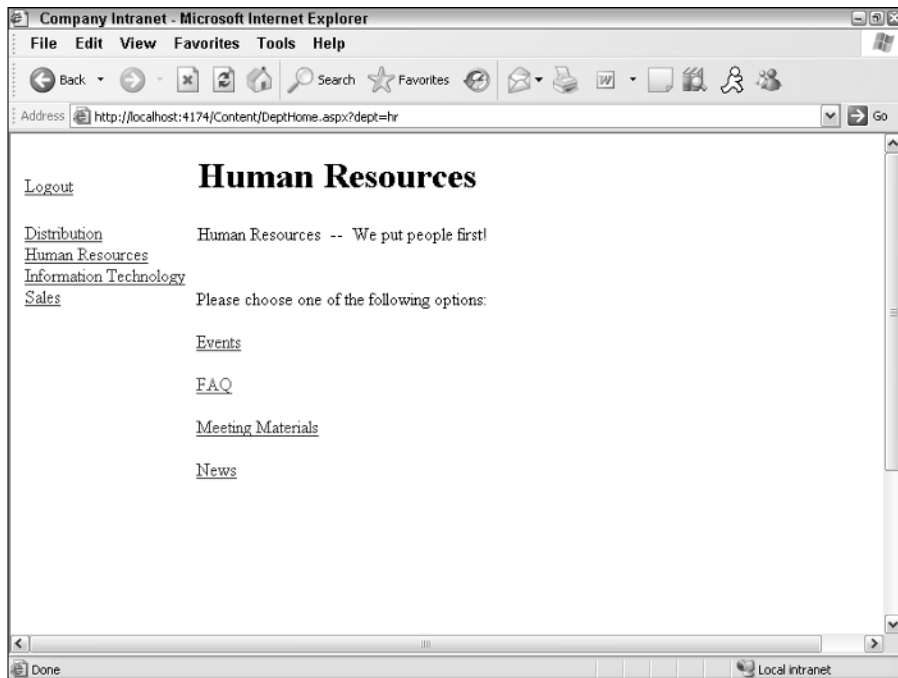 Company Intranet - Microsoft Internet Explorer
File Edit View Favorites Tools Help
Back Search Favorites W
Address http://localhost:4174/Content/DeptHome.aspx?dept=hr Go
Logout
Distribution
Human Resources
Information Technology
Sales
Human Resources
Human Resources -- We put people first!
Please choose one of the following options:
Events
FAQ
Meeting Materials
News
Done Local intranet